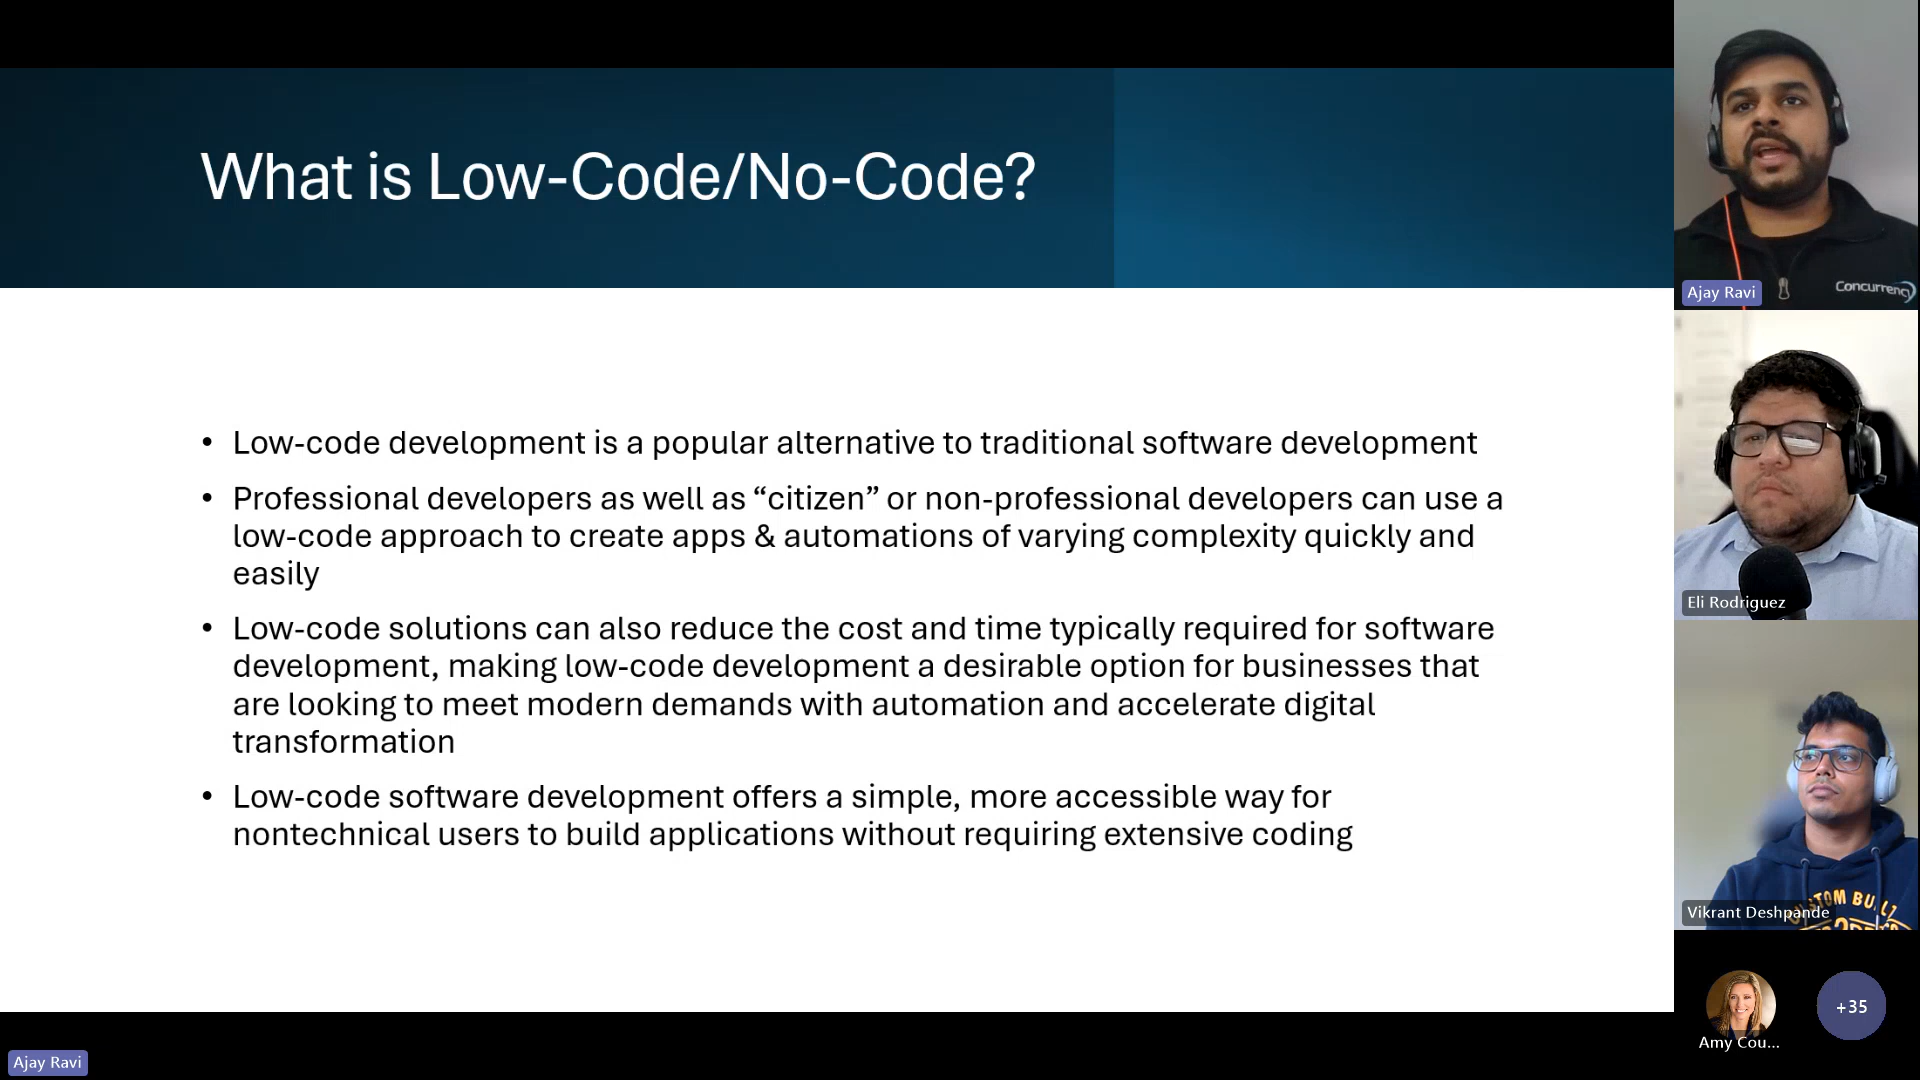 What is Low-Code/No-Code?
• Low-code development is a popular alternative to traditional software development
• Professional developers as well as “citizen” or non-professional developers can use a
low-code approach to create apps & automations of varying complexity quickly and
easily
• Low-code solutions can also reduce the cost and time typically required for software
development, making low-code development a desirable option for businesses that
are looking to meet modern demands with automation and accelerate digital
transformation
• Low-code software development offers a simple, more accessible way for
nontechnical users to build applications without requiring extensive coding
Concurrency
Ajay Ravi
Eli Rodriguez
Vikrant Deshpande
Amy Cou...
+35
Ajay Ravi